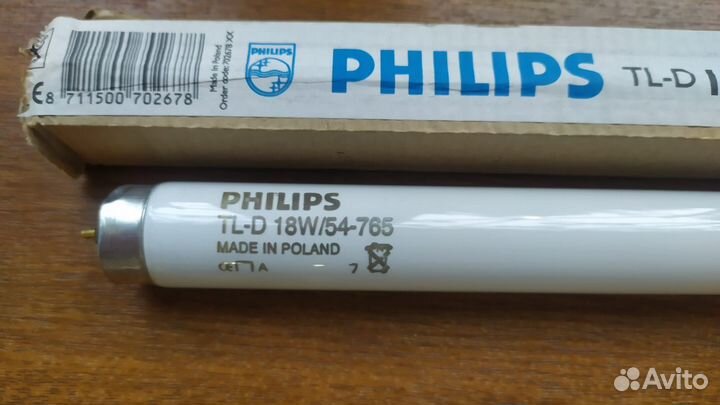 Made in Poland
Order code: 702678 XX
8 711500 702678
PHILIPS
PHILIPS TL-D
PHILIPS
TL-D 18W/54-765
MADE IN POLAND
A 7
Avito